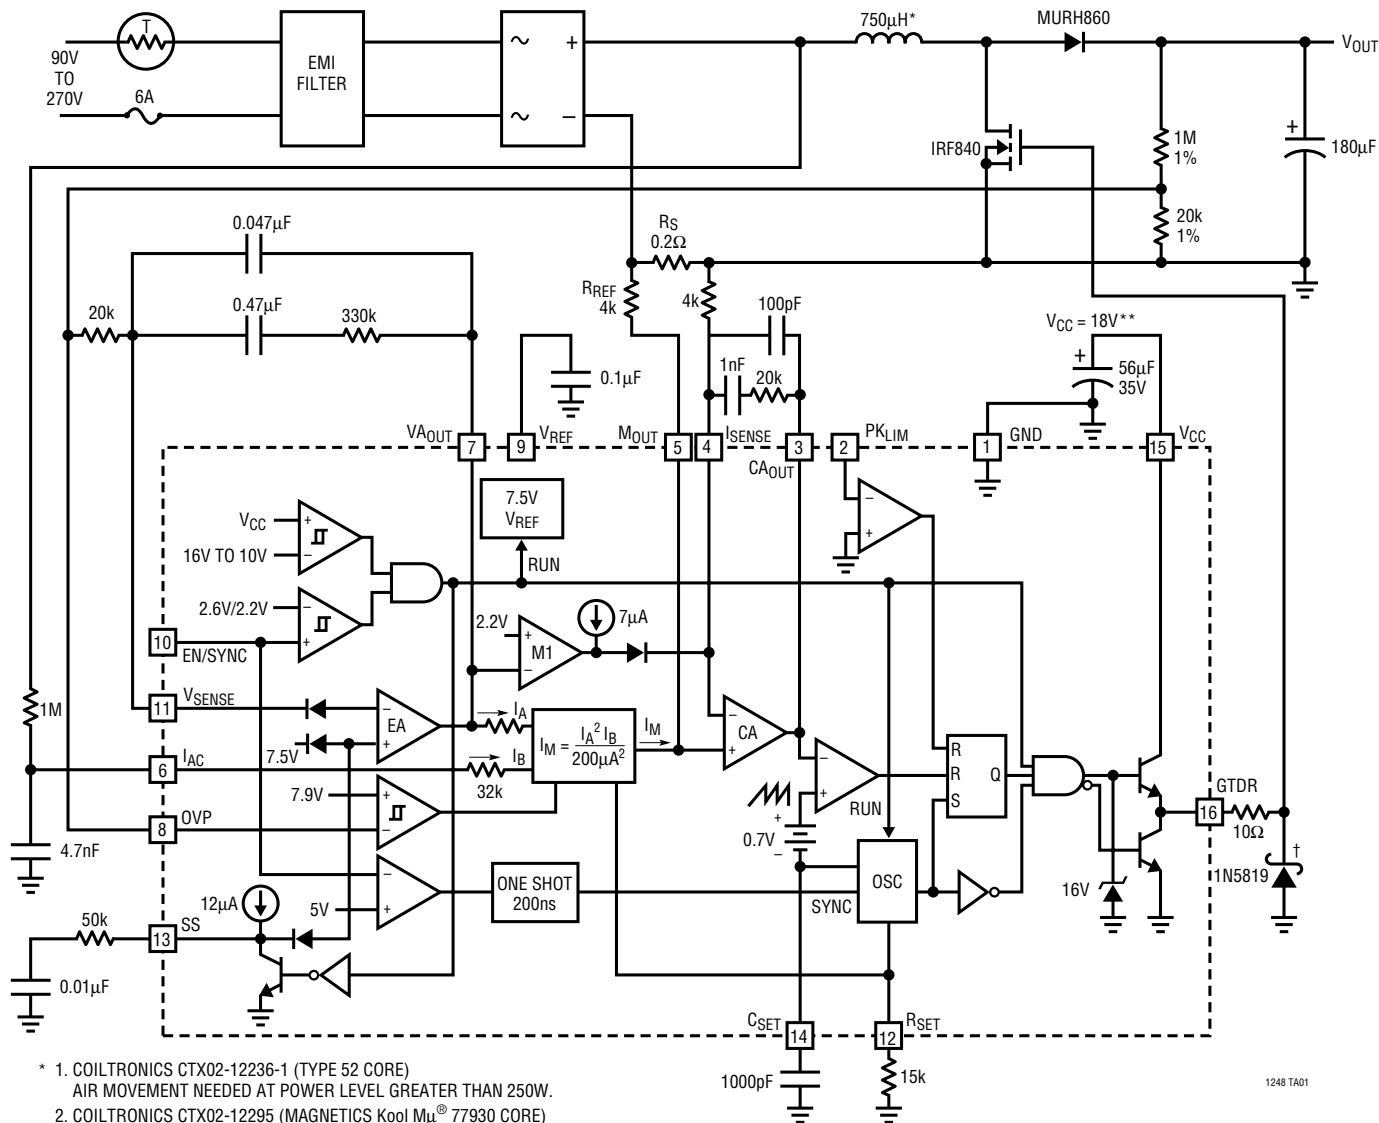 T
90V
TO
270V
6A
EMI
FILTER
~
+
~
–
750µH*
MURH860
VOUT
IRF840
1M
1%
+
180µF
20k
1%
RS
0.2Ω
0.047µF
RREF
4k
4k
100pF
20k
0.47µF
330k
VCC = 18V**
+
56µF
35V
0.1µF
1nF
20k
VAOUT
7
9
VREF
MOUT
5
4
ISENSE
3
CAOUT
2
PKLIM
1
GND
15
VCC
7.5V
VREF
VCC
+
–
16V TO 10V
RUN
2.6V/2.2V
–
+
10
EN/SYNC
2.2V
+
–
M1
7µA
1M
11
VSENSE
–
+
EA
7.5V
IA
IB
32k
IM = IA² IB / 200µA²
IM
–
+
CA
6
IAC
7.9V
+
–
8
OVP
4.7nF
–
+
RUN
+
0.7V
–
R
R
S
Q
GTDR
16
10Ω
†
1N5819
16V
–
+
5V
ONE SHOT
200ns
SYNC
OSC
12µA
50k
13
SS
0.01µF
CSET
14
RSET
12
1000pF
15k
* 1. COILTRONICS CTX02-12236-1 (TYPE 52 CORE)
AIR MOVEMENT NEEDED AT POWER LEVEL GREATER THAN 250W.
2. COILTRONICS CTX02-12295 (MAGNETICS Kool Mµ® 77930 CORE)
1248 TA01